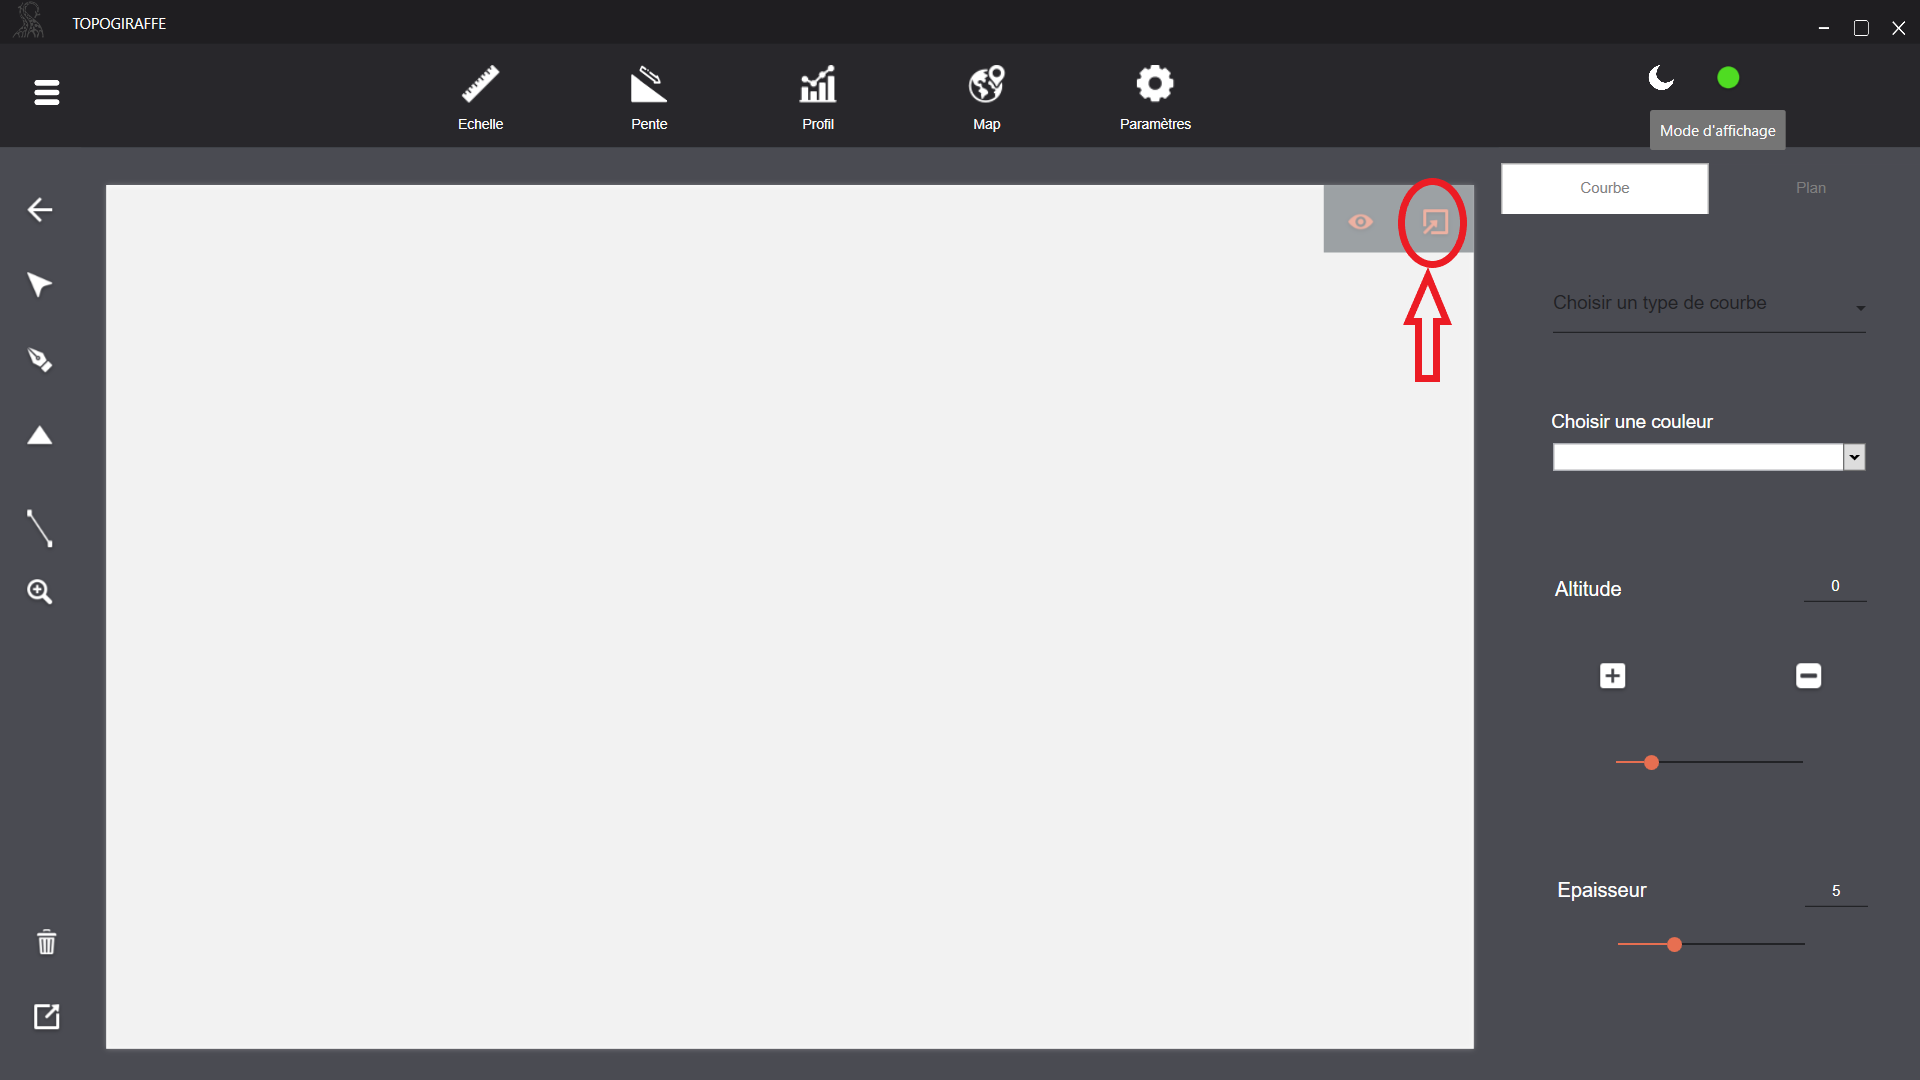 TOPOGIRAFFE
Echelle
Pente
Profil
Map
Paramètres
Mode d'affichage
Courbe
Plan
Choisir un type de courbe
Choisir une couleur
Altitude
0
Epaisseur
5